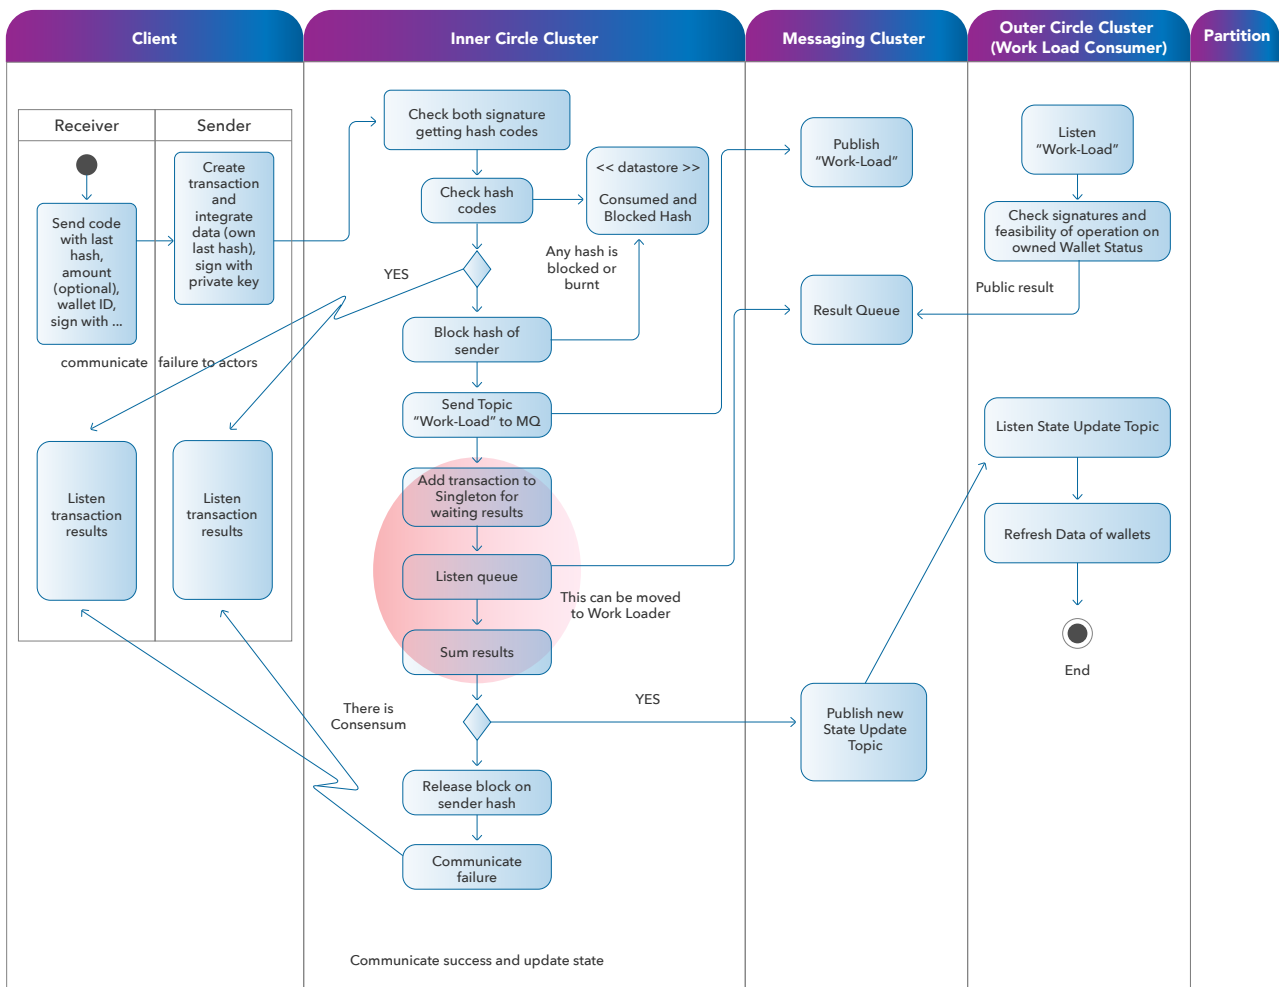 Client
Inner Circle Cluster
Messaging Cluster
Outer Circle Cluster
(Work Load Consumer)
Partition
Receiver
Sender
Send code
with last
hash,
amount
(optional),
wallet ID,
sign with ...
Create
transaction
and
integrate
data (own
last hash),
sign with
private key
communicate failure to actors
Listen
transaction
results
Listen
transaction
results
Check both signature
getting hash codes
Check hash
codes
<< datastore >>
Consumed and
Blocked Hash
Any hash is
blocked or
burnt
YES
Block hash of
sender
Send Topic
“Work-Load” to MQ
Add transaction to
Singleton for
waiting results
Listen queue
This can be moved
to Work Loader
Sum results
There is
Consensum
YES
Release block on
sender hash
Communicate
failure
Communicate success and update state
Publish
“Work-Load”
Result Queue
Publish new
State Update
Topic
Listen
“Work-Load”
Check signatures and
feasibility of operation on
owned Wallet Status
Public result
Listen State Update Topic
Refresh Data of wallets
End